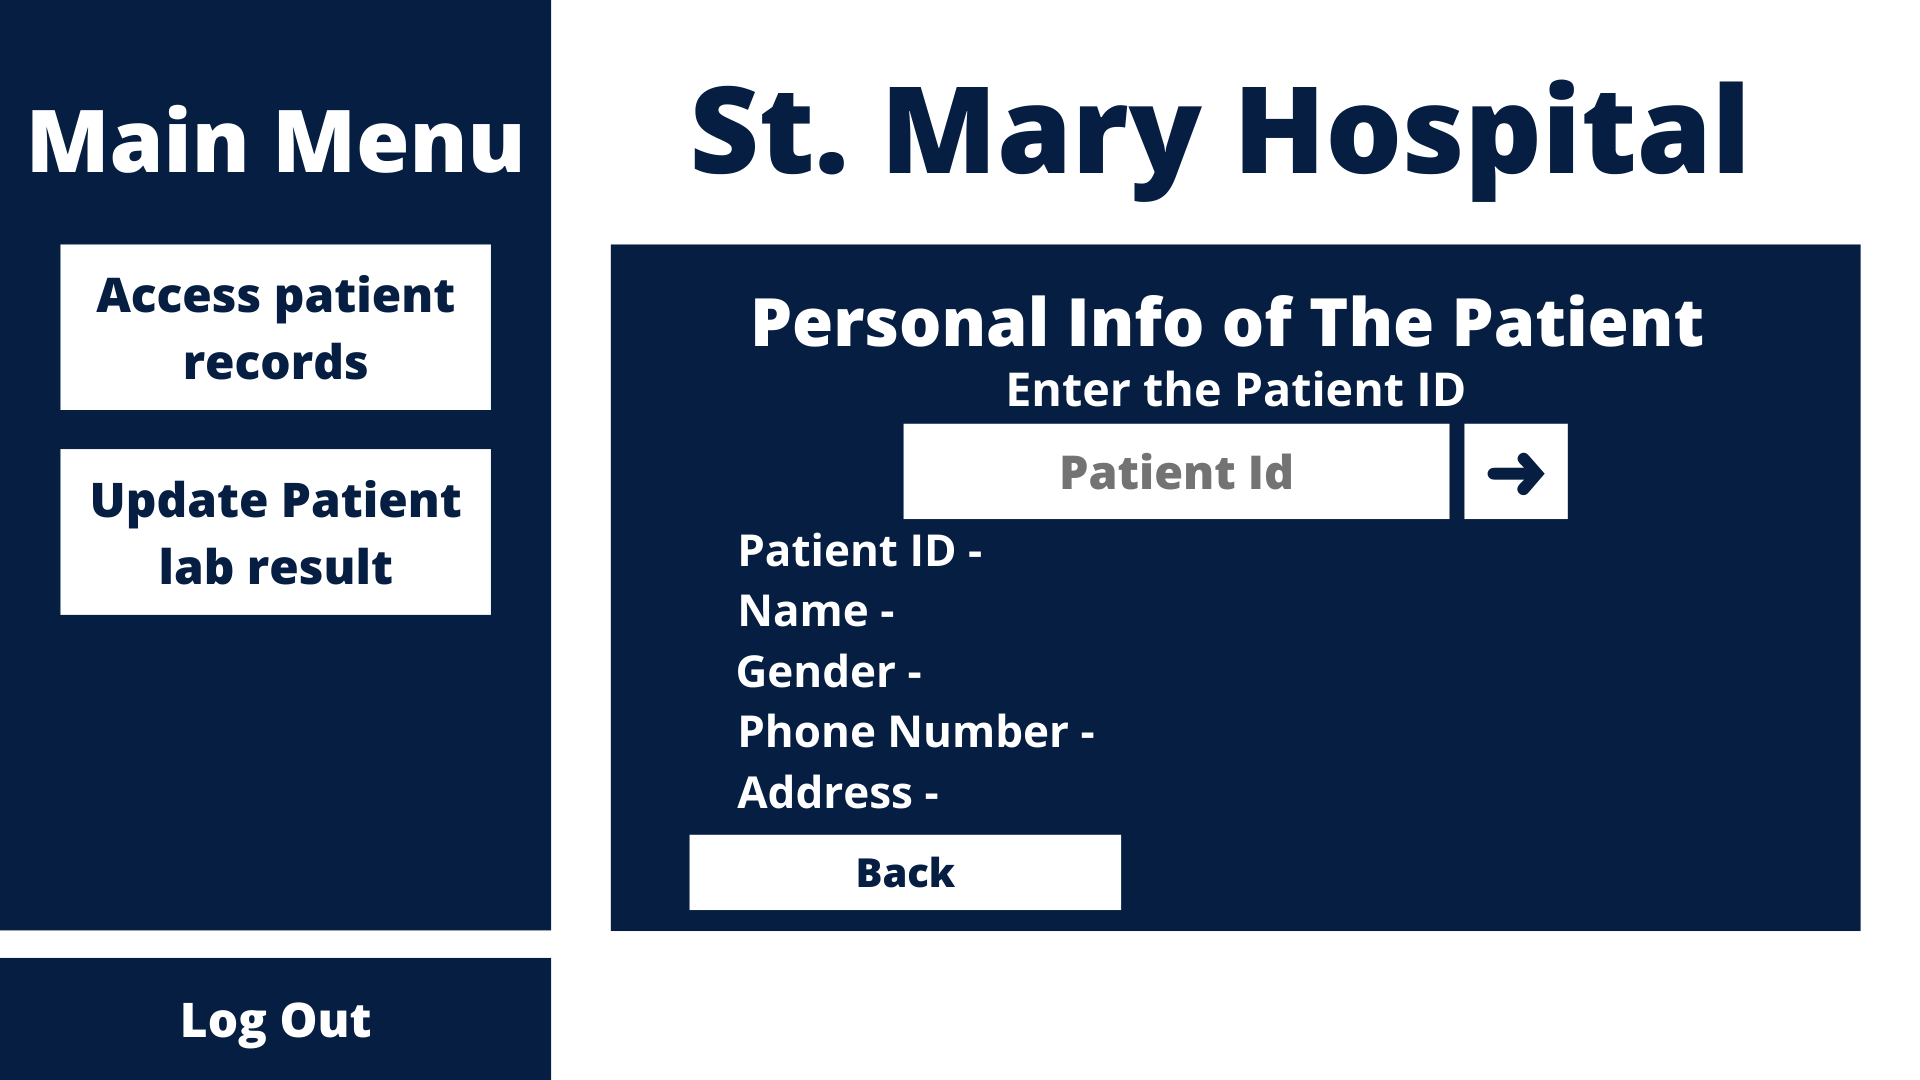 Main Menu
Access patient
records
Update Patient
lab result
Log Out
St. Mary Hospital
Personal Info of The Patient
Enter the Patient ID
Patient Id
Patient ID -
Name -
Gender -
Phone Number -
Address -
Back